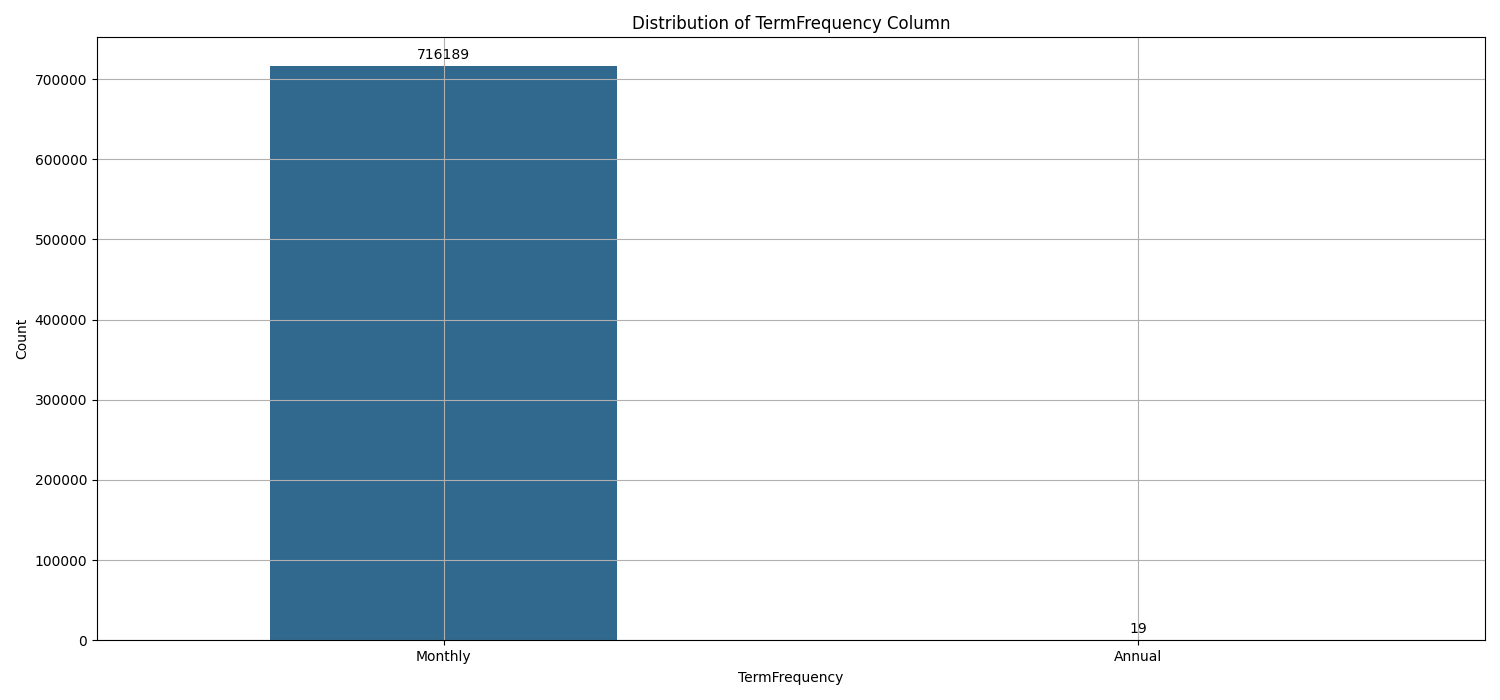 Distribution of TermFrequency Column
716189
700000
600000
500000
400000
300000
200000
100000
0
Count
19
Monthly
Annual
TermFrequency